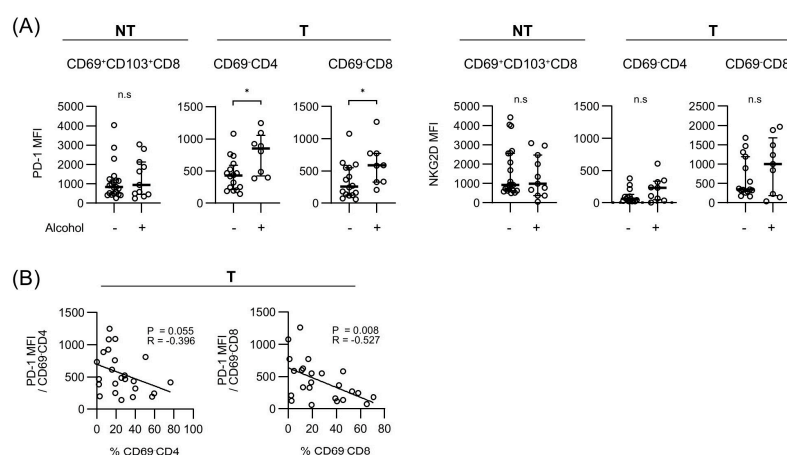 (A)
NT
T
NT
T
CD69⁺CD103⁺CD8
CD69⁻CD4
CD69⁻CD8
CD69⁺CD103⁺CD8
CD69⁻CD4
CD69⁻CD8
PD-1 MFI
5000
4000
3000
2000
1000
0
n.s
1500
1000
500
0
*
1500
1000
500
0
*
NKG2D MFI
5000
4000
3000
2000
1000
0
n.s
1500
1000
500
0
n.s
2500
2000
1500
1000
500
0
n.s
Alcohol - + - + - + - + - + - +
(B)
T
PD-1 MFI
/ CD69⁻CD4
1500
1000
500
0
P = 0.055
R = -0.396
0 20 40 60 80 100
% CD69⁻CD4
PD-1 MFI
/ CD69⁻CD8
1500
1000
500
0
P = 0.008
R = -0.527
0 20 40 60 80
% CD69⁻CD8